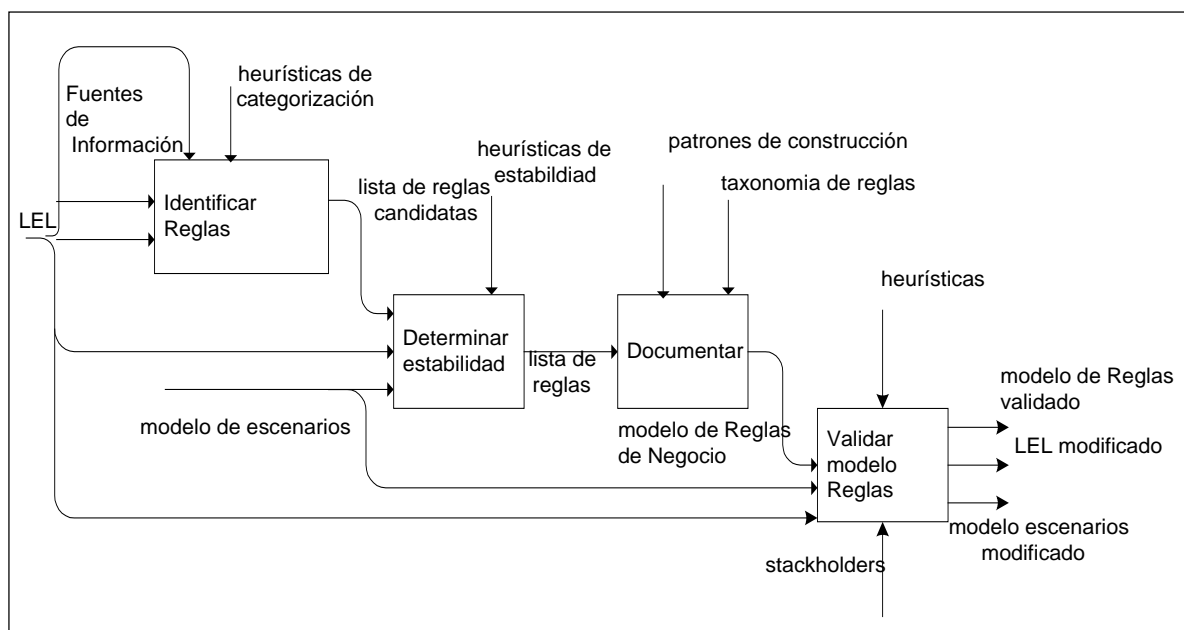 Fuentes
de
Información
heurísticas de
categorización
LEL
Identificar
Reglas
lista de reglas
candidatas
heurísticas de
estabildiad
patrones de construcción
taxonomia de reglas
Determinar
estabilidad
lista de
reglas
Documentar
heurísticas
modelo de escenarios
modelo de Reglas
de Negocio
Validar
modelo
Reglas
modelo de Reglas
validado
LEL modificado
modelo escenarios
modificado
stackholders